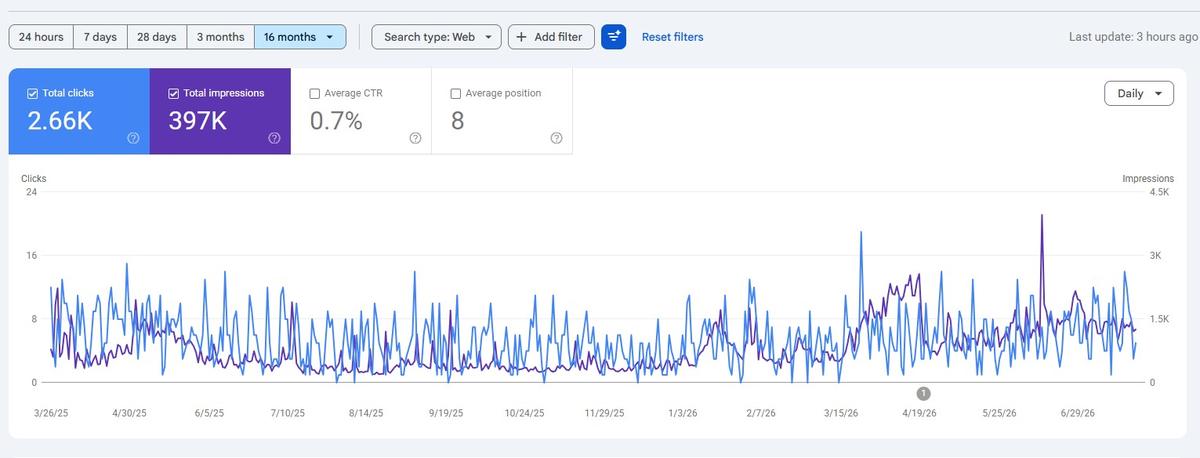 24 hours 7 days 28 days 3 months 16 months Search type: Web Add filter Reset filters Last update: 3 hours ago
Total clicks Total impressions Average CTR Average position Daily
2.66K 397K 0.7% 8
Clicks Impressions
24 4.5K
16 3K
8 1.5K
0 0
1
3/26/25 4/30/25 6/5/25 7/10/25 8/14/25 9/19/25 10/24/25 11/29/25 1/3/26 2/7/26 3/15/26 4/19/26 5/25/26 6/29/26